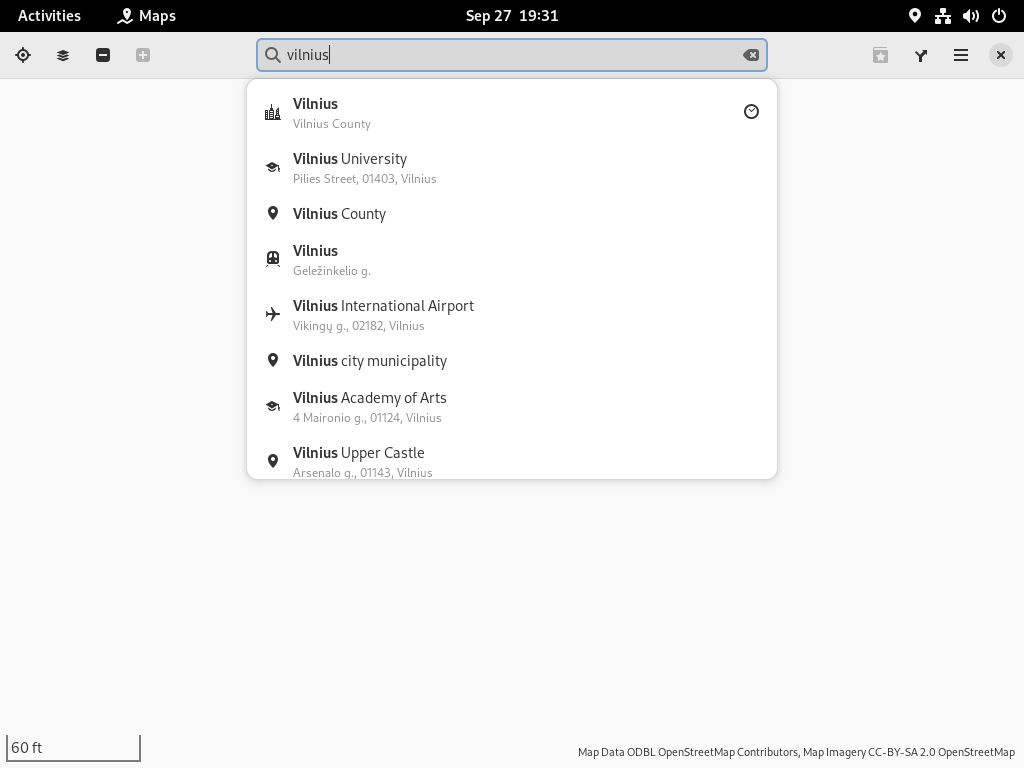 Activities
Maps
Sep 27 19:31
vilnius
Vilnius
Vilnius County
Vilnius University
Pilies Street, 01403, Vilnius
Vilnius County
Vilnius
Geležinkelio g.
Vilnius International Airport
Vikingų g., 02182, Vilnius
Vilnius city municipality
Vilnius Academy of Arts
4 Maironio g., 01124, Vilnius
Vilnius Upper Castle
Arsenalo g., 01143, Vilnius
60 ft
Map Data ODBL OpenStreetMap Contributors, Map Imagery CC-BY-SA 2.0 OpenStreetMap